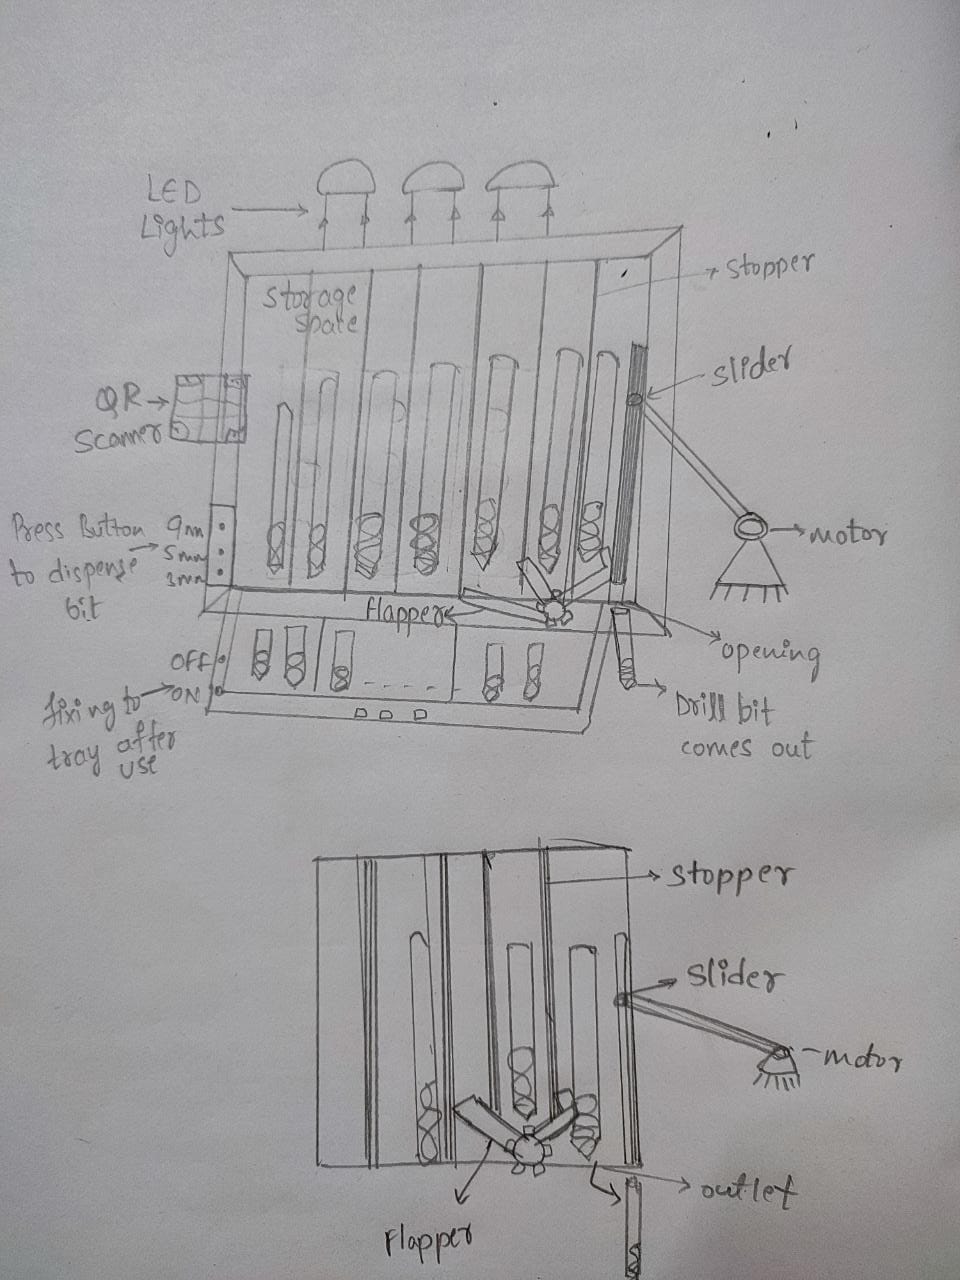 LED
Lights
Storage
spate
stopper
slider
QR
Scanner
Press Button
to dispense
bit
9mm
5mm
3mm
motor
flapper
opening
OFF
ON
fixing to
tray after
use
Drill bit
comes out
stopper
slider
motor
outlet
Flapper